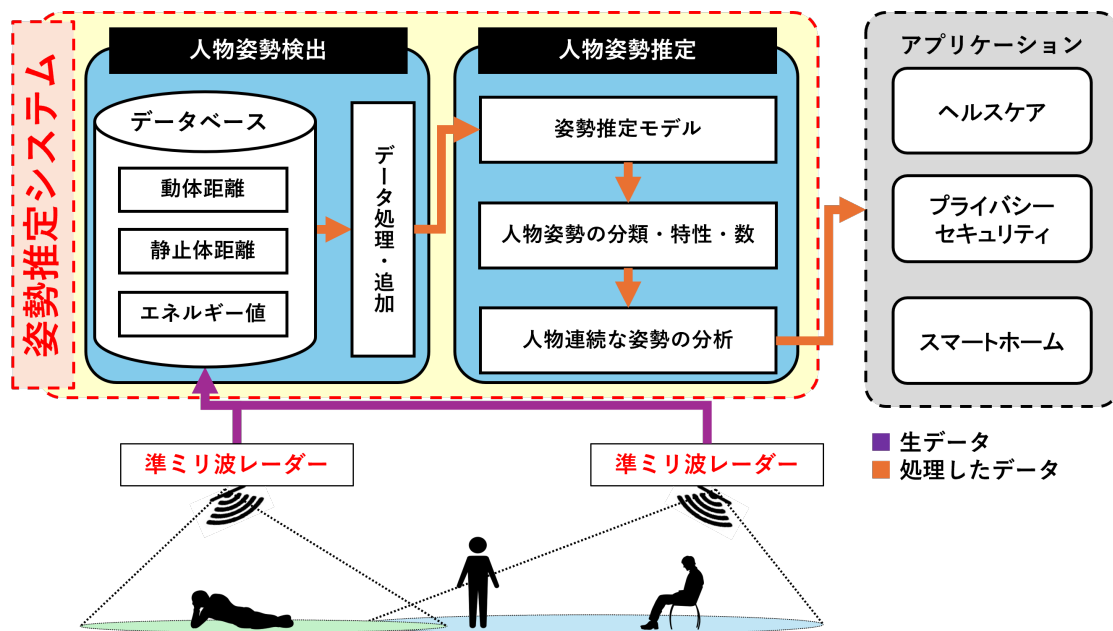 姿勢推定システム
人物姿勢検出
データベース
動体距離
静止体距離
エネルギー値
データ処理・追加
人物姿勢推定
姿勢推定モデル
人物姿勢の分類・特性・数
人物連続な姿勢の分析
アプリケーション
ヘルスケア
プライバシー
セキュリティ
スマートホーム
準ミリ波レーダー
準ミリ波レーダー
生データ
処理したデータ